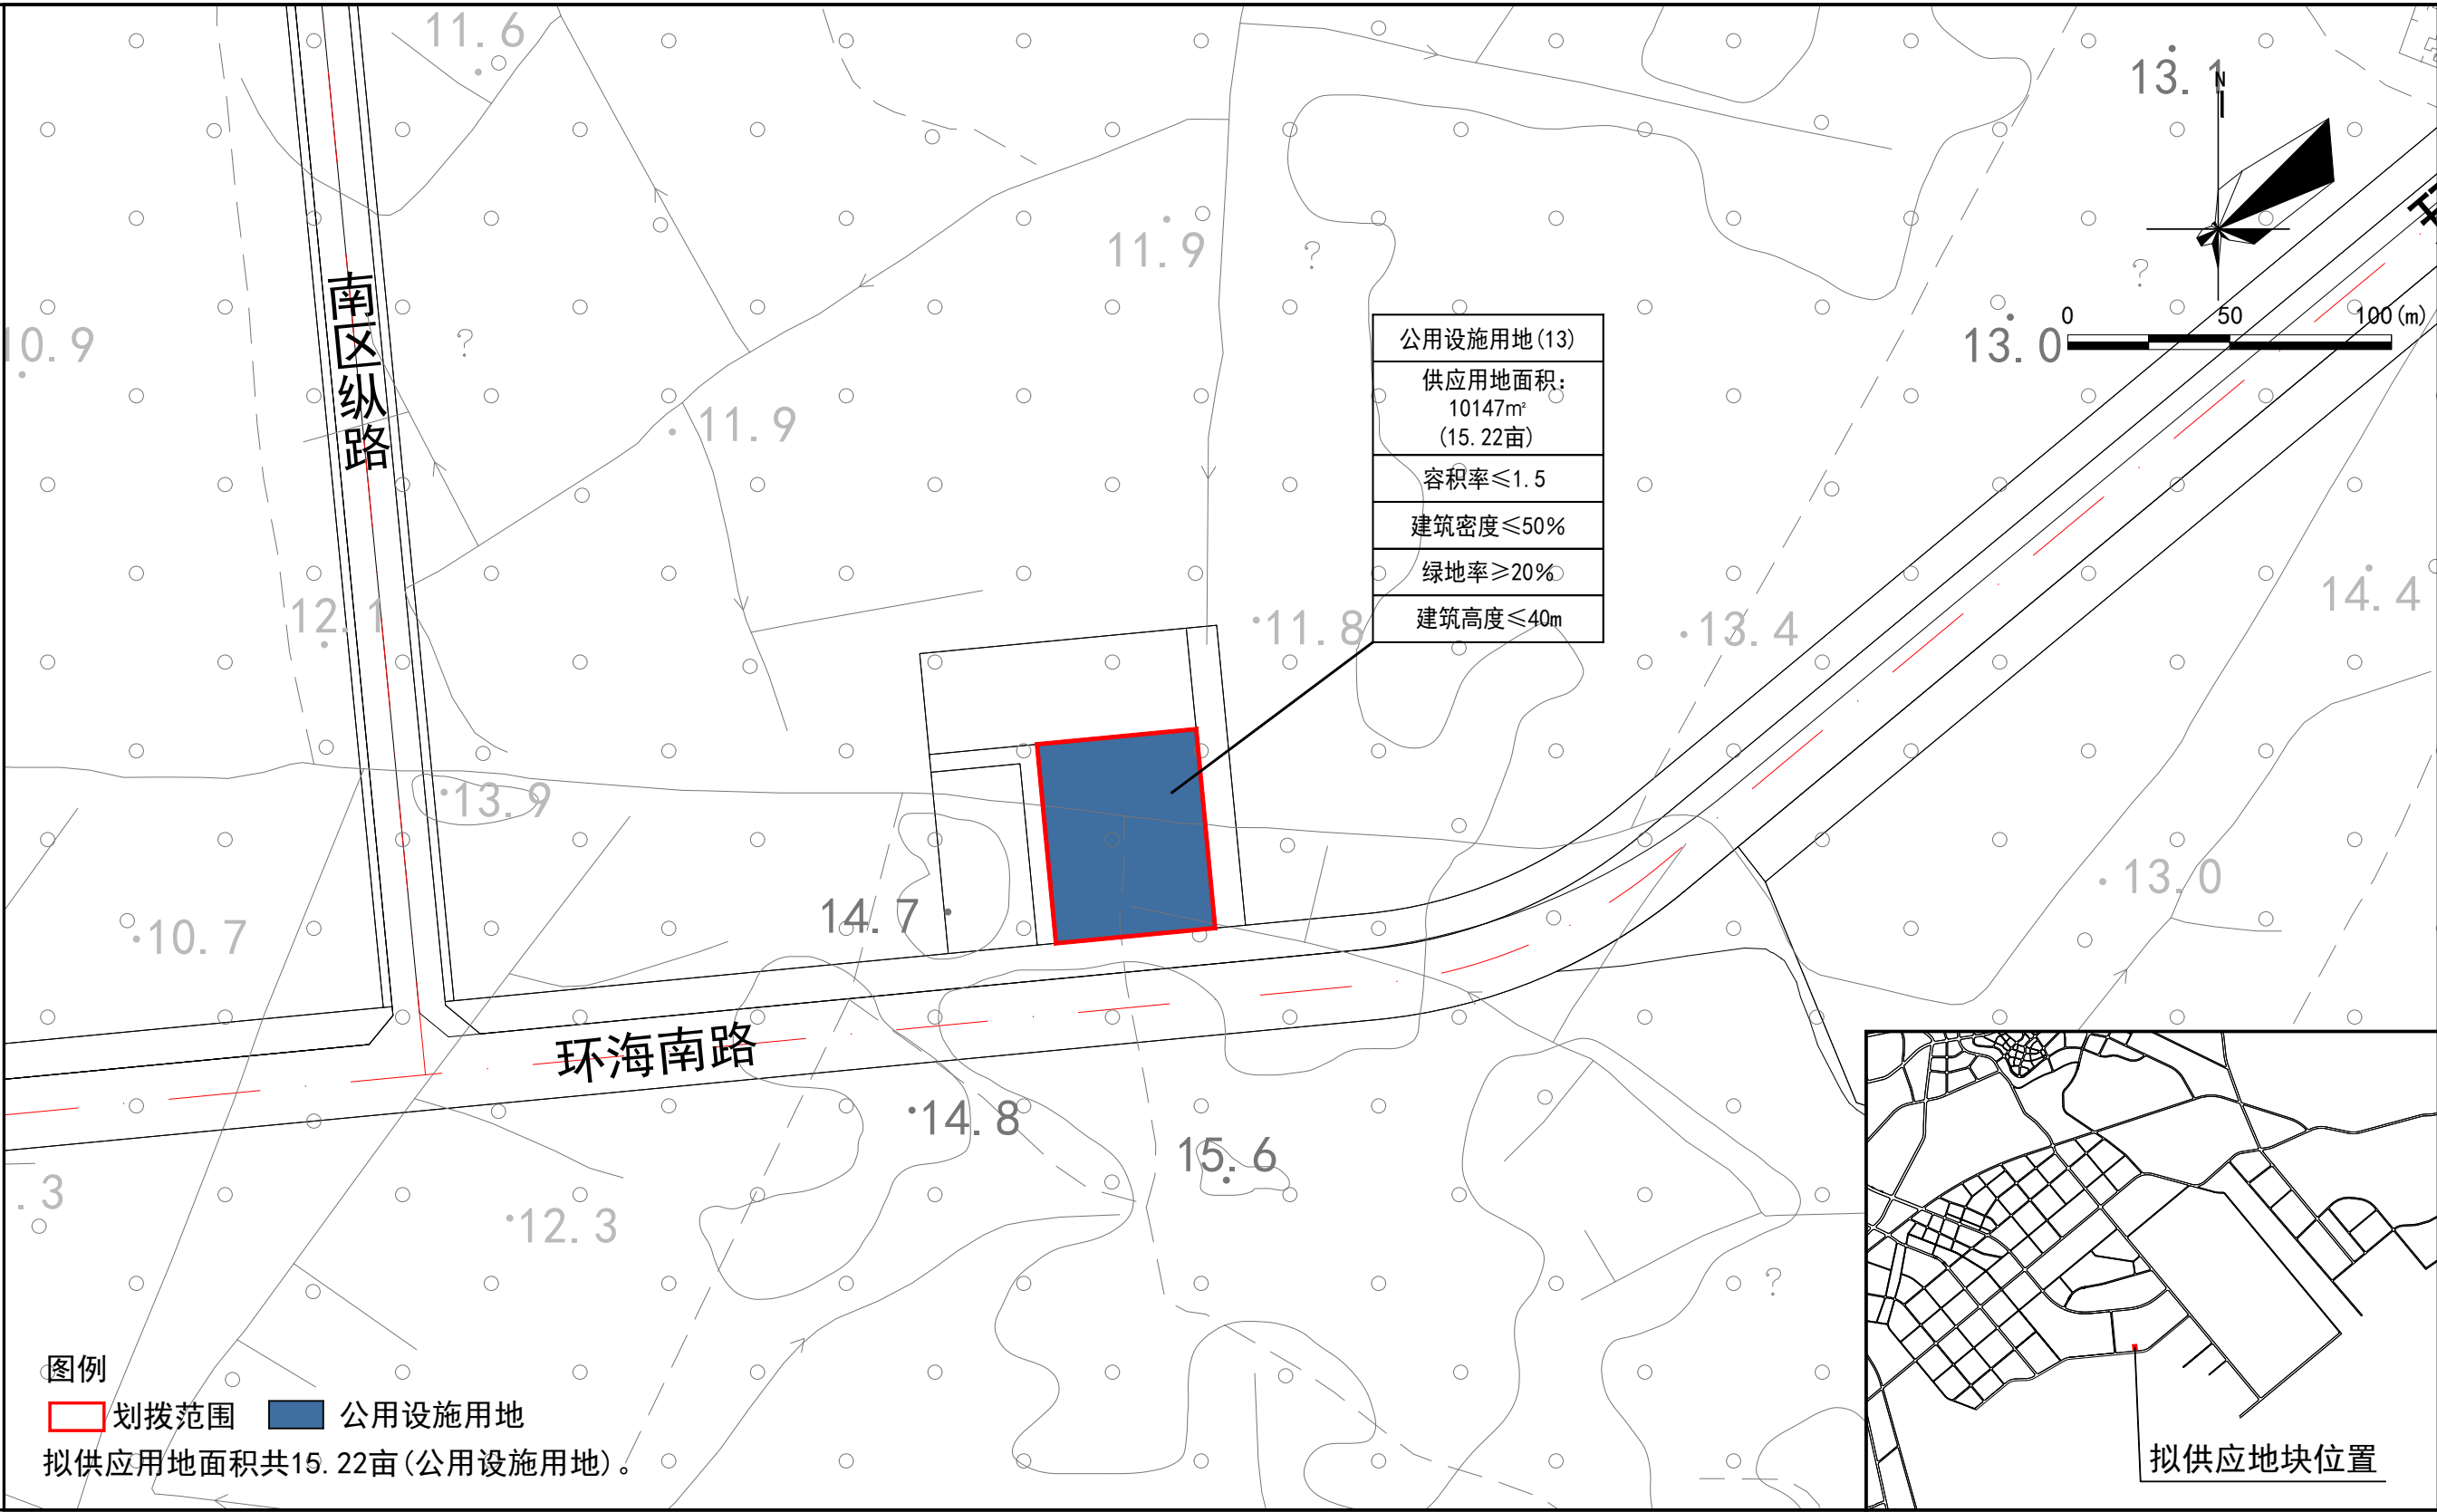 11.6
13.1
N
11.9
南区纵路
0 50 100(m)
13.0
10.9
公用设施用地(13)
供应用地面积:
10147㎡
(15.22亩)
容积率≤1.5
建筑密度≤50%
绿地率≥20%
建筑高度≤40m
11.9
12.1
11.8
13.4
14.4
13.9
14.7
13.0
10.7
环海南路
14.8
15.6
.3
12.3
图例
划拨范围 公用设施用地
拟供应用地面积共15.22亩(公用设施用地)。
拟供应地块位置
?
?
?
?